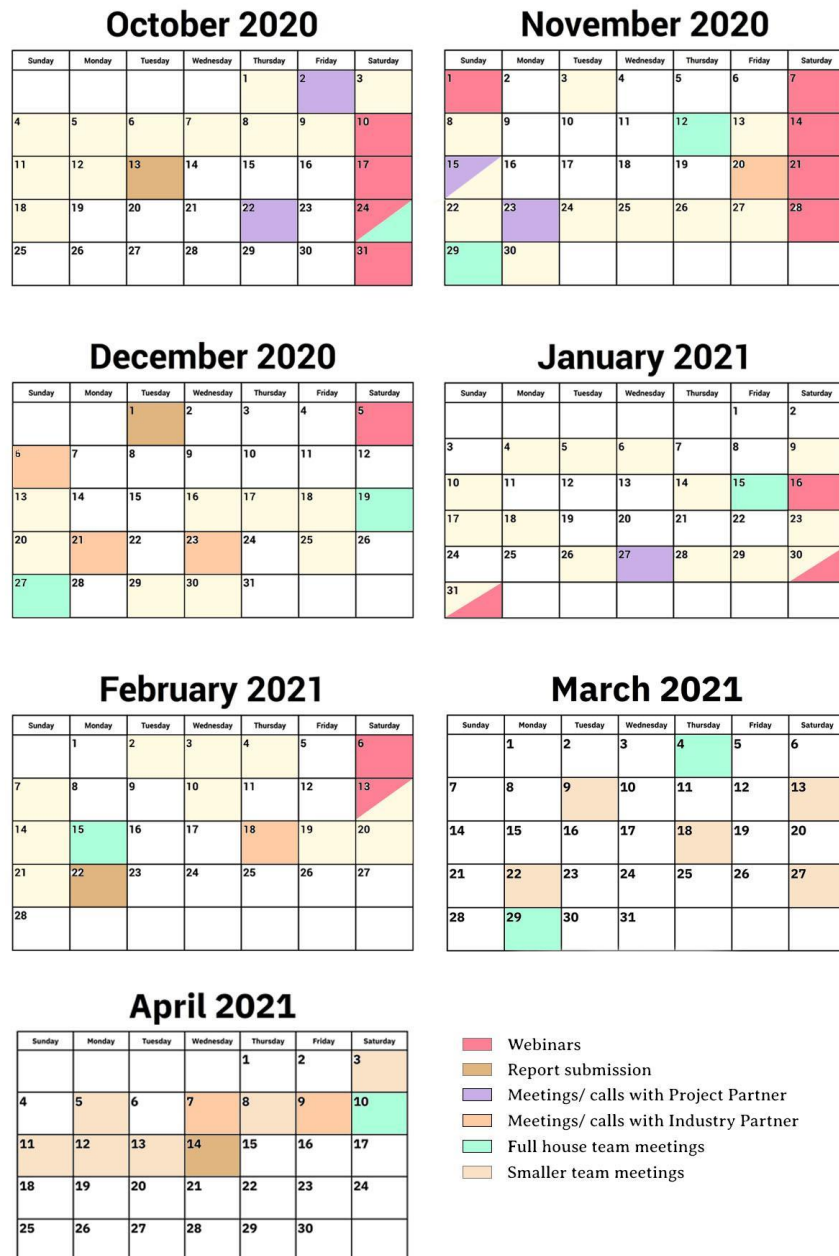 October 2020
Sunday Monday Tuesday Wednesday Thursday Friday Saturday
1 2 3
4 5 6 7 8 9 10
11 12 13 14 15 16 17
18 19 20 21 22 23 24
25 26 27 28 29 30 31
November 2020
Sunday Monday Tuesday Wednesday Thursday Friday Saturday
1 2 3 4 5 6 7
8 9 10 11 12 13 14
15 16 17 18 19 20 21
22 23 24 25 26 27 28
29 30
December 2020
Sunday Monday Tuesday Wednesday Thursday Friday Saturday
1 2 3 4 5
6 7 8 9 10 11 12
13 14 15 16 17 18 19
20 21 22 23 24 25 26
27 28 29 30 31
January 2021
Sunday Monday Tuesday Wednesday Thursday Friday Saturday
1 2
3 4 5 6 7 8 9
10 11 12 13 14 15 16
17 18 19 20 21 22 23
24 25 26 27 28 29 30
31
February 2021
Sunday Monday Tuesday Wednesday Thursday Friday Saturday
1 2 3 4 5 6
7 8 9 10 11 12 13
14 15 16 17 18 19 20
21 22 23 24 25 26 27
28
March 2021
Sunday Monday Tuesday Wednesday Thursday Friday Saturday
1 2 3 4 5 6
7 8 9 10 11 12 13
14 15 16 17 18 19 20
21 22 23 24 25 26 27
28 29 30 31
April 2021
Sunday Monday Tuesday Wednesday Thursday Friday Saturday
1 2 3
4 5 6 7 8 9 10
11 12 13 14 15 16 17
18 19 20 21 22 23 24
25 26 27 28 29 30
Webinars
Report submission
Meetings/ calls with Project Partner
Meetings/ calls with Industry Partner
Full house team meetings
Smaller team meetings